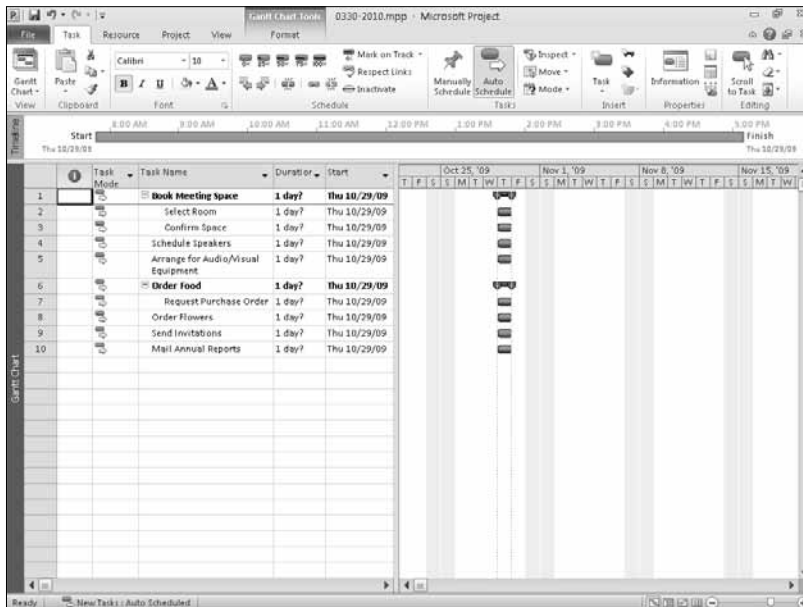 Gantt Chart Tools 0330-2010.mpp - Microsoft Project
File Task Resource Project View Format
Calibri 10
Mark on Track
Respect Links
Inactivate
Inspect
Move
Mode
Gantt Chart
Paste
B I U A
Manually Schedule
Auto Schedule
Task
Information
Scroll to Task
View Clipboard Font Schedule Tasks Insert Properties Editing
Timeline
8:00 AM 9:00 AM 10:00 AM 11:00 AM 12:00 PM 1:00 PM 2:00 PM 3:00 PM 4:00 PM 5:00 PM
Start Finish
Thu 10/29/09 Thu 10/29/09
Task Mode Task Name Duration Start
Oct 25, '09 Nov 1, '09 Nov 8, '09 Nov 15, '09
T F S S M T W T F S S M T W T F S S M T W T F S S M T W
1 Book Meeting Space 1 day? Thu 10/29/09
2 Select Room 1 day? Thu 10/29/09
3 Confirm Space 1 day? Thu 10/29/09
4 Schedule Speakers 1 day? Thu 10/29/09
5 Arrange for Audio/Visual Equipment 1 day? Thu 10/29/09
6 Order Food 1 day? Thu 10/29/09
7 Request Purchase Order 1 day? Thu 10/29/09
8 Order Flowers 1 day? Thu 10/29/09
9 Send Invitations 1 day? Thu 10/29/09
10 Mail Annual Reports 1 day? Thu 10/29/09
Gantt Chart
Ready New Tasks : Auto Scheduled